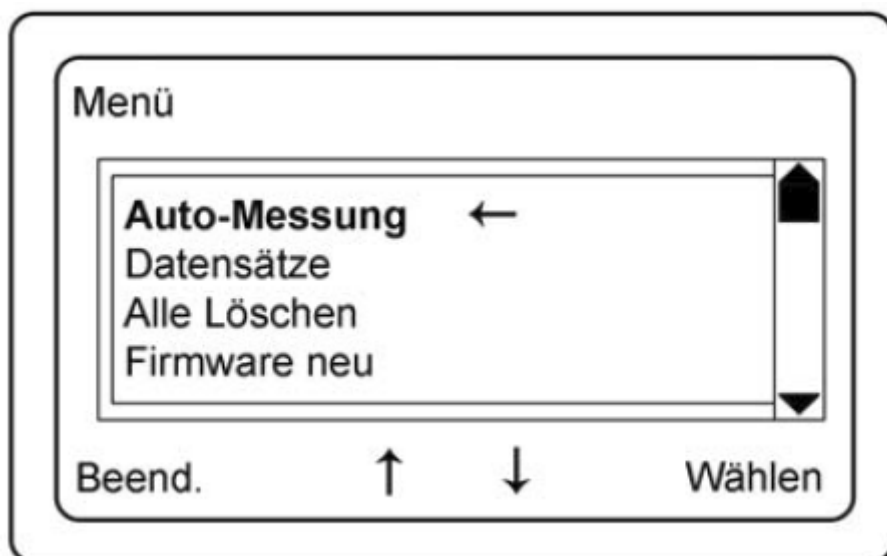 Menü
Auto-Messung ←
Datensätze
Alle Löschen
Firmware neu
Beend. ↑ ↓ Wählen